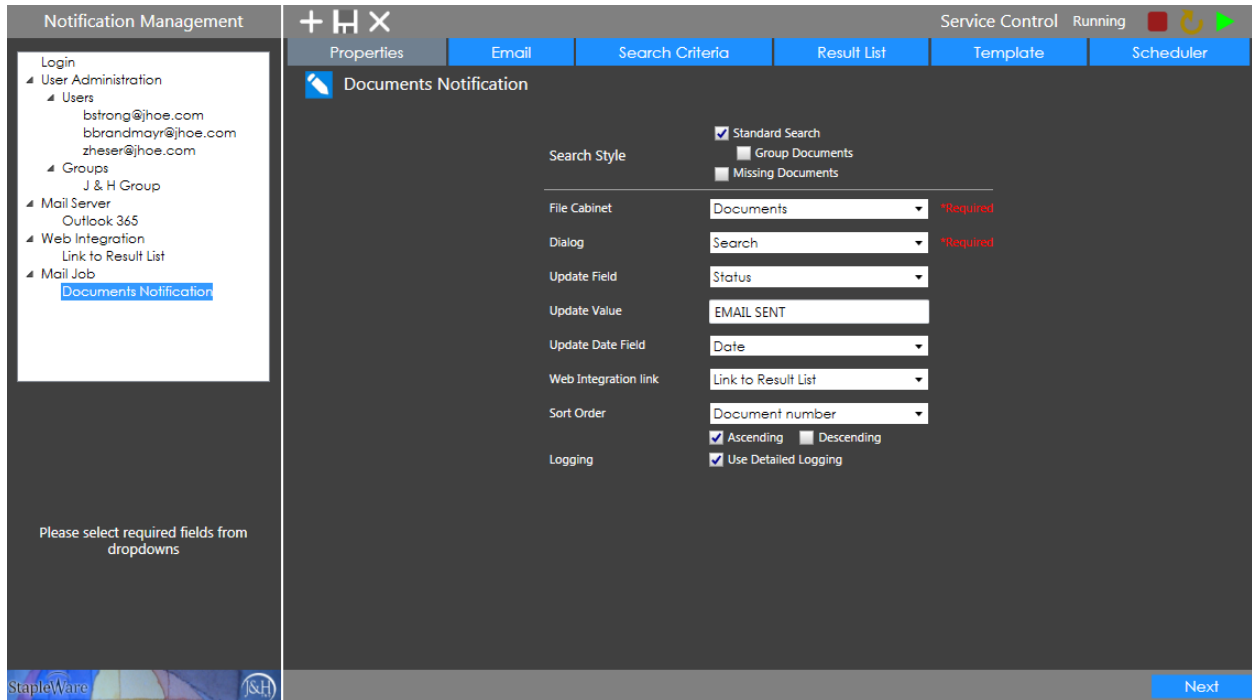 Notification Management
Service Control Running
Properties Email Search Criteria Result List Template Scheduler
Login
User Administration
Users
bstrong@jhoe.com
bbrandmayr@jhoe.com
zheser@jhoe.com
Groups
J & H Group
Mail Server
Outlook 365
Web Integration
Link to Result List
Mail Job
Documents Notification
Please select required fields from
dropdowns
StapleWare J&H
Documents Notification
Search Style
Standard Search
Group Documents
Missing Documents
File Cabinet Documents *Required
Dialog Search *Required
Update Field Status
Update Value EMAIL SENT
Update Date Field Date
Web Integration link Link to Result List
Sort Order Document number
Ascending Descending
Logging Use Detailed Logging
Next